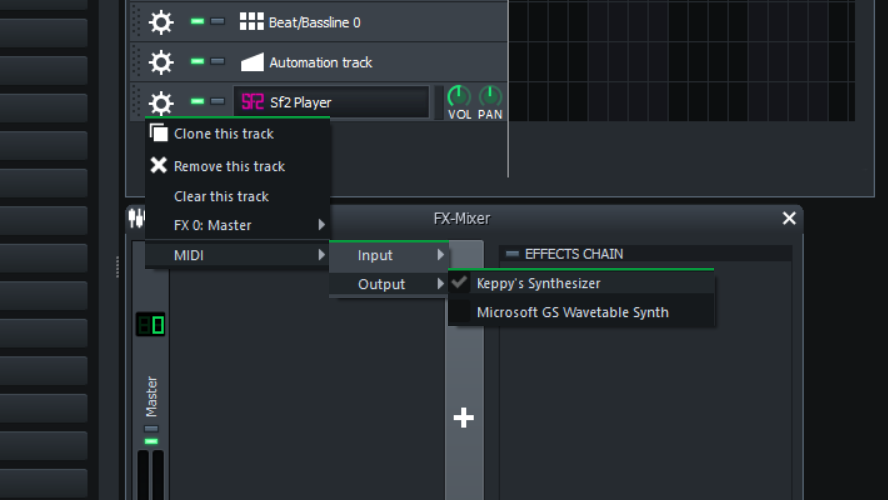 Beat/Bassline 0
Automation track
Sf2 Player
VOL PAN
Clone this track
Remove this track
Clear this track
FX 0: Master
MIDI
Input
Output
Keppy's Synthesizer
Microsoft GS Wavetable Synth
FX-Mixer
EFFECTS CHAIN
0
Master